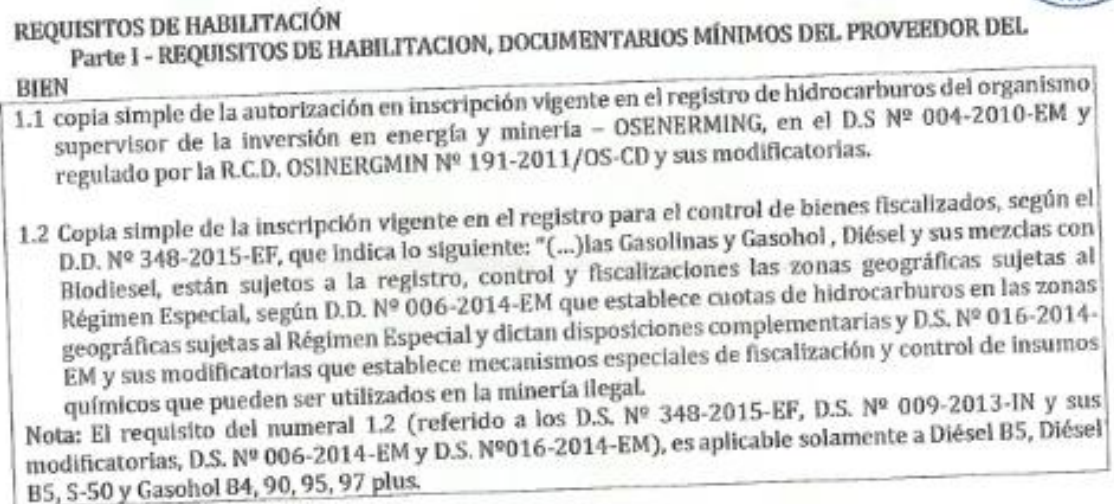 REQUISITOS DE HABILITACIÓN
Parte I - REQUISITOS DE HABILITACION, DOCUMENTARIOS MÍNIMOS DEL PROVEEDOR DEL
BIEN
1.1 copia simple de la autorización en inscripción vigente en el registro de hidrocarburos del organismo
supervisor de la inversión en energía y minería – OSENERMING, en el D.S Nº 004-2010-EM y
regulado por la R.C.D. OSINERGMIN Nº 191-2011/OS-CD y sus modificatorias.
1.2 Copia simple de la inscripción vigente en el registro para el control de bienes fiscalizados, según el
D.D. Nº 348-2015-EF, que indica lo siguiente: "(...)las Gasolinas y Gasohol , Diésel y sus mezclas con
Biodiesel, están sujetos a la registro, control y fiscalizaciones las zonas geográficas sujetas al
Régimen Especial, según D.D. Nº 006-2014-EM que establece cuotas de hidrocarburos en las zonas
geográficas sujetas al Régimen Especial y dictan disposiciones complementarias y D.S. Nº 016-2014-
EM y sus modificatorias que establece mecanismos especiales de fiscalización y control de insumos
químicos que pueden ser utilizados en la minería ilegal.
Nota: El requisito del numeral 1.2 (referido a los D.S. Nº 348-2015-EF, D.S. Nº 009-2013-IN y sus
modificatorias, D.S. Nº 006-2014-EM y D.S. Nº016-2014-EM), es aplicable solamente a Diésel B5, Diésel
B5, S-50 y Gasohol 84, 90, 95, 97 plus.